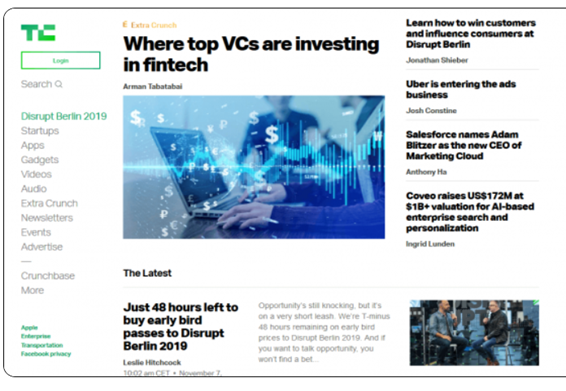 TC
Login
Search
Disrupt Berlin 2019
Startups
Apps
Gadgets
Videos
Audio
Extra Crunch
Newsletters
Events
Advertise
—
Crunchbase
More
Apple
Enterprise
Transportation
Facebook privacy
Extra Crunch
Where top VCs are investing
in fintech
Arman Tabatabai
$ $ $ $
The Latest
Just 48 hours left to
buy early bird
passes to Disrupt
Berlin 2019
Leslie Hitchcock
10:02 am CET • November 7,
Opportunity's still knocking, but it's
on a very short leash. We're T-minus
48 hours remaining on early bird
prices to Disrupt Berlin 2019. And if
you want to talk opportunity, you
won't find a bet…
Learn how to win customers
and influence consumers at
Disrupt Berlin
Jonathan Shieber
Uber is entering the ads
business
Josh Constine
Salesforce names Adam
Blitzer as the new CEO of
Marketing Cloud
Anthony Ha
Coveo raises US$172M at
$1B+ valuation for AI-based
enterprise search and
personalization
Ingrid Lunden